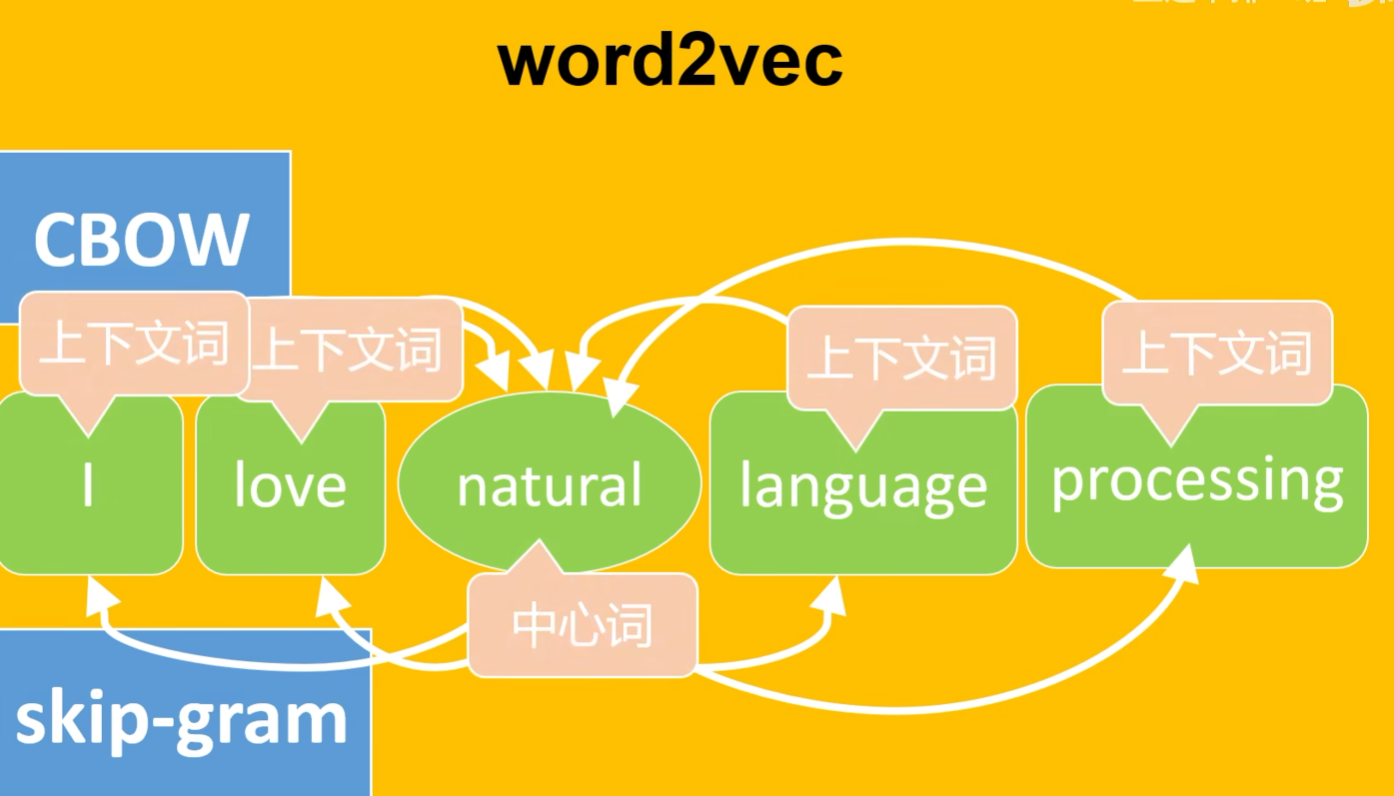 word2vec
CBOW
上下文词
上下文词
上下文词
上下文词
I
love
natural
language
processing
中心词
skip-gram